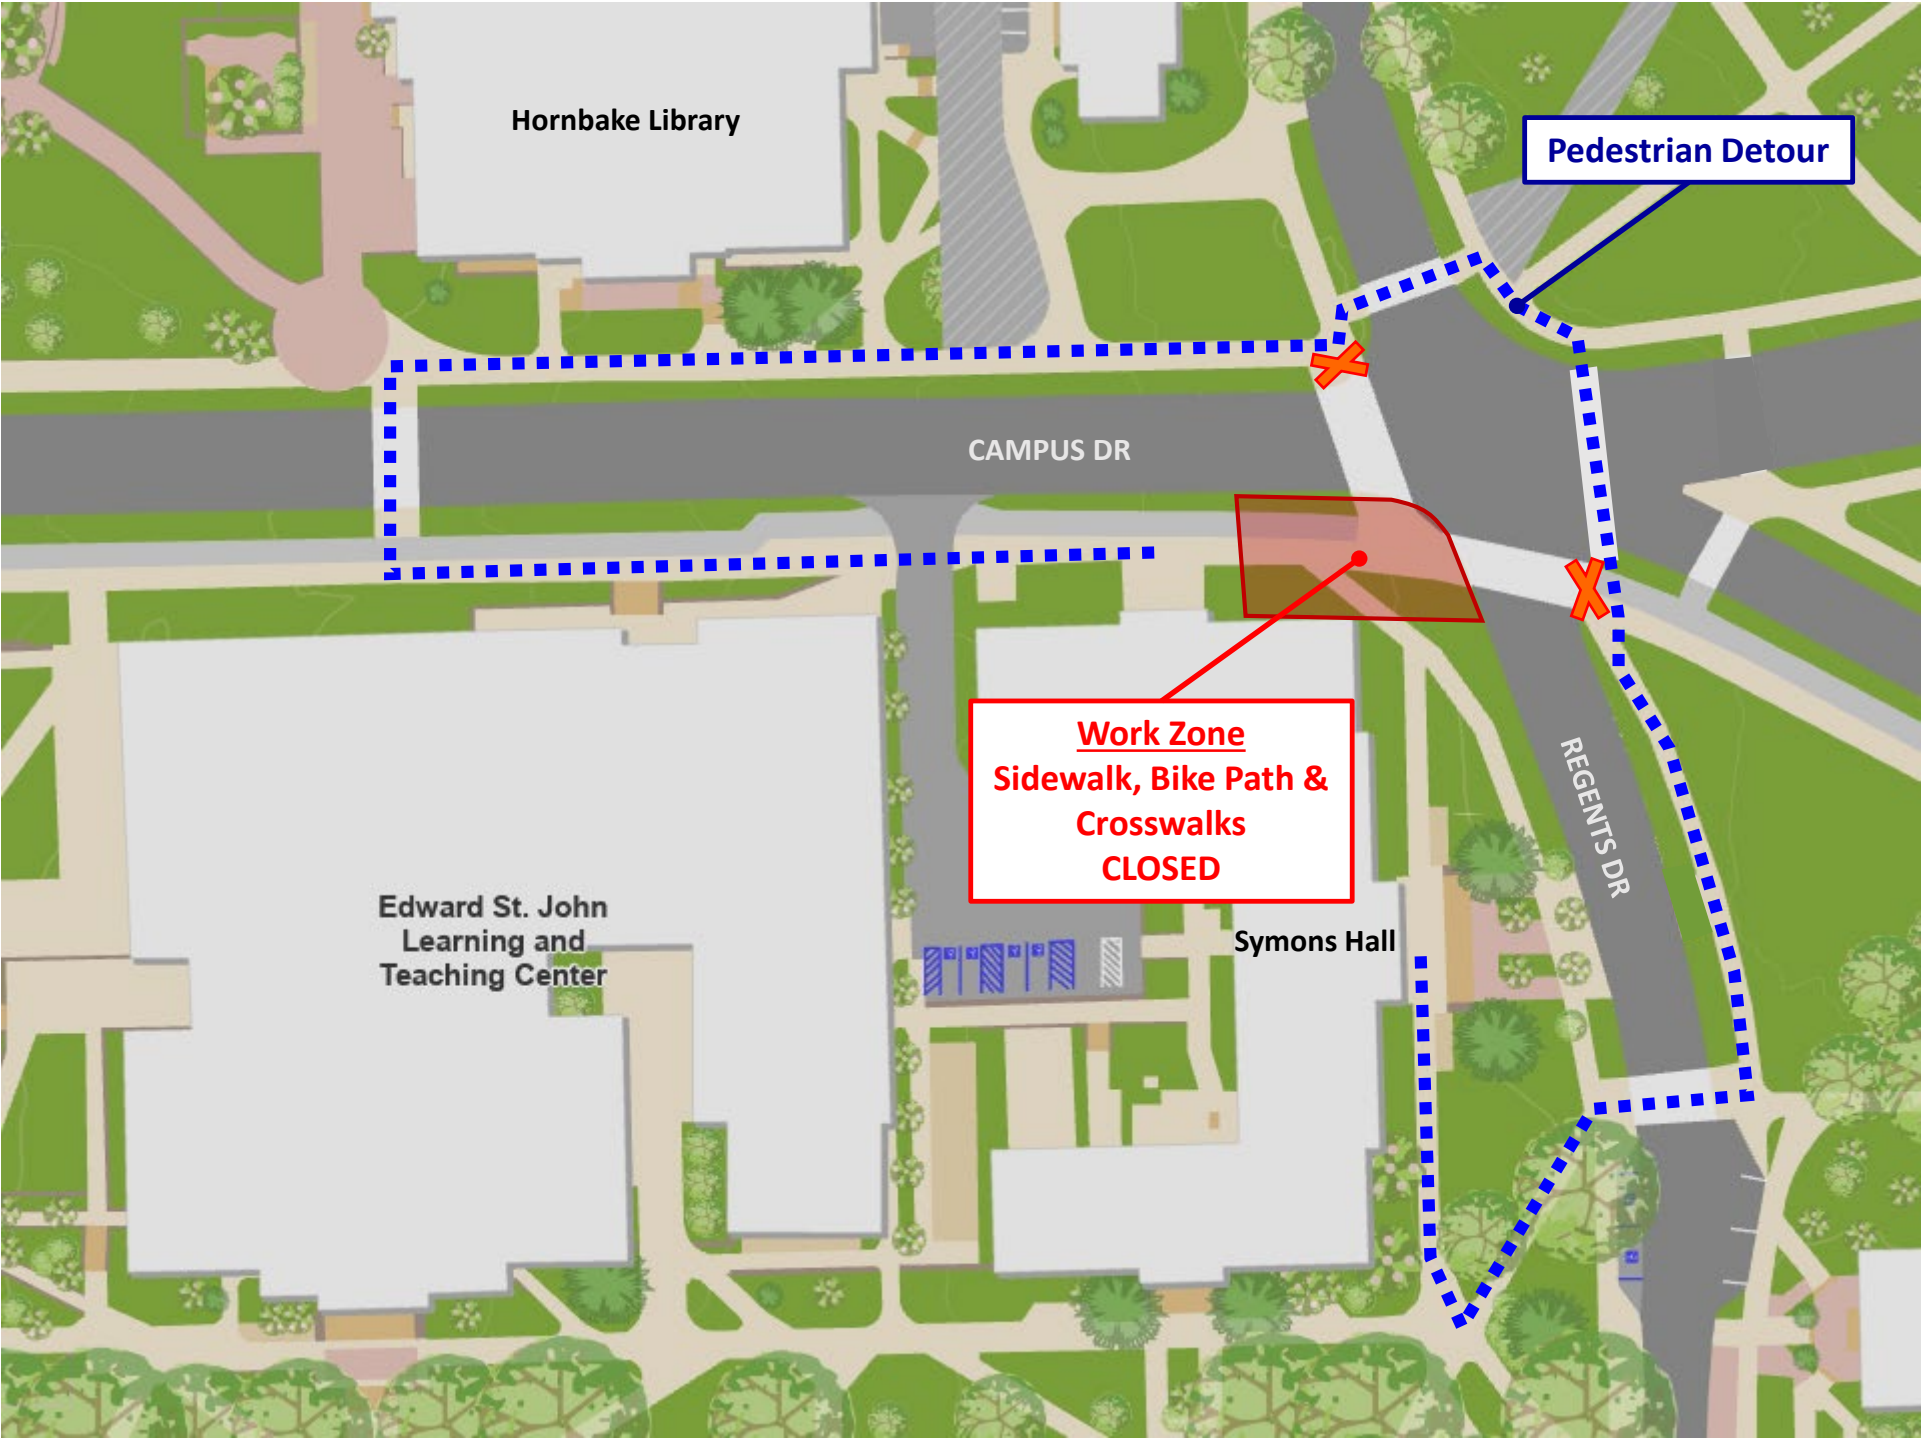 Hornbake Library
Pedestrian Detour
CAMPUS DR
Work Zone
Sidewalk, Bike Path &
Crosswalks
CLOSED
REGENTS DR
Edward St. John
Learning and
Teaching Center
Symons Hall